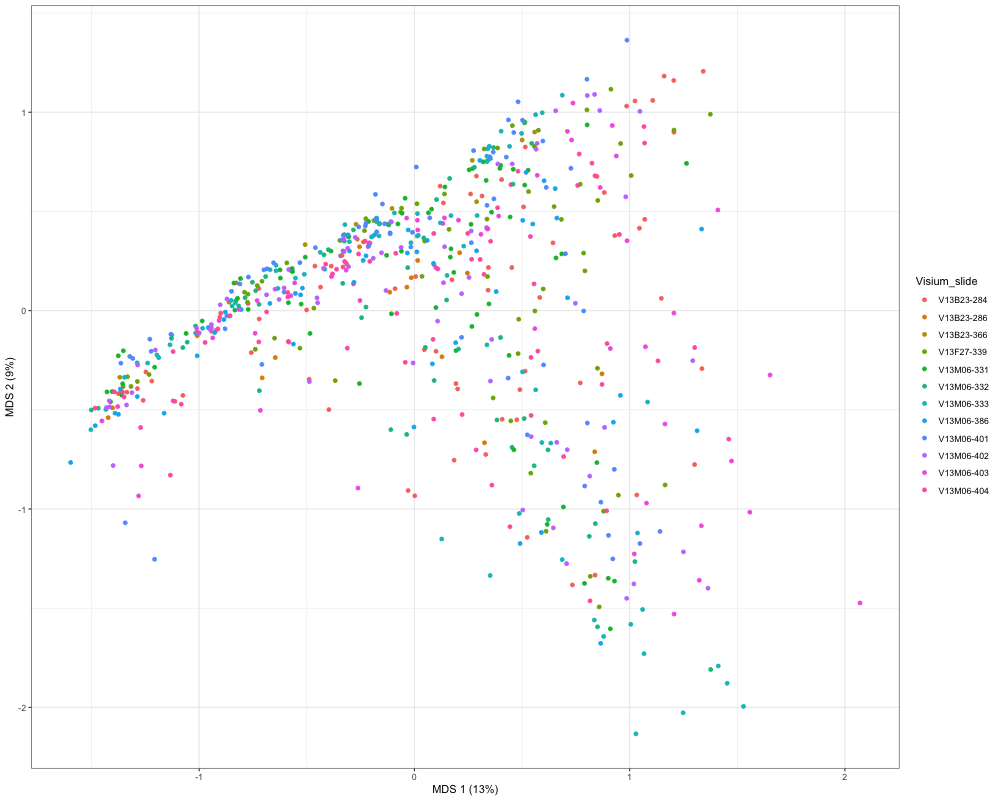 1
0
-1
-2
MDS 2 (9%)
-1
0
1
2
MDS 1 (13%)
Visium_slide
V13B23-284
V13B23-286
V13B23-366
V13F27-339
V13M06-331
V13M06-332
V13M06-333
V13M06-386
V13M06-401
V13M06-402
V13M06-403
V13M06-404